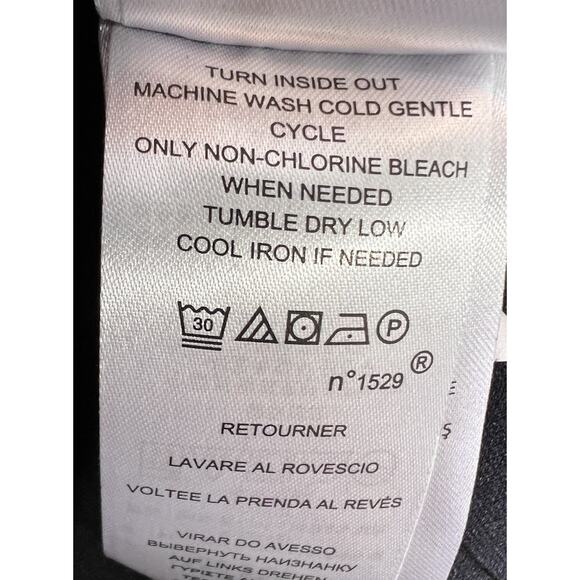 TURN INSIDE OUT
MACHINE WASH COLD GENTLE
CYCLE
ONLY NON-CHLORINE BLEACH
WHEN NEEDED
TUMBLE DRY LOW
COOL IRON IF NEEDED
30 P
n°1529 ®
RETOURNER
LAVARE AL ROVESCIO
VOLTEE LA PRENDA AL REVÉS
VIRAR DO AVESSO
ВЫВЕРНУТЬ НАИЗНАНКУ
AUF LINKS DREHEN